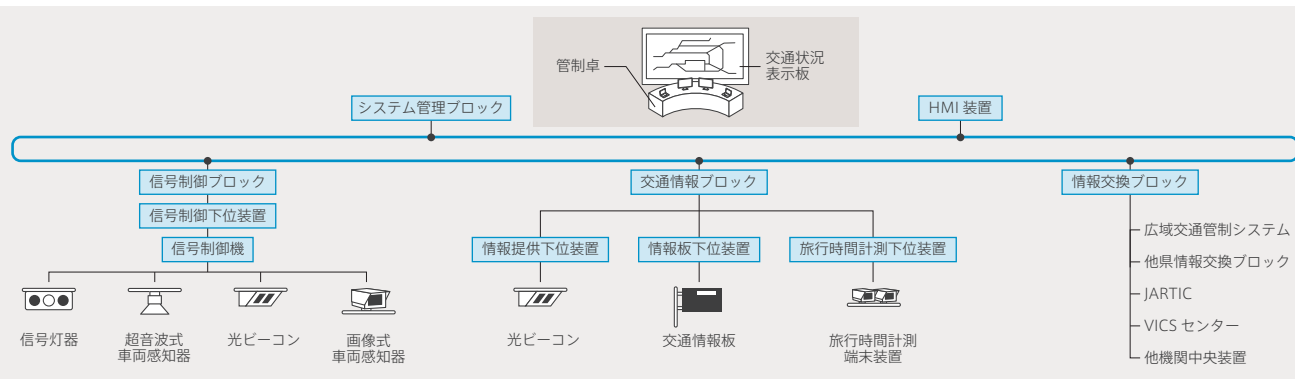 管制卓
交通状況
表示板
システム管理ブロック
HMI 装置
信号制御ブロック
交通情報ブロック
情報交換ブロック
信号制御下位装置
信号制御機
情報提供下位装置
情報板下位装置
旅行時間計測下位装置
信号灯器
超音波式
車両感知器
光ビーコン
画像式
車両感知器
光ビーコン
交通情報板
旅行時間計測
端末装置
広域交通管制システム
他県情報交換ブロック
JARTIC
VICS センター
他機関中央装置